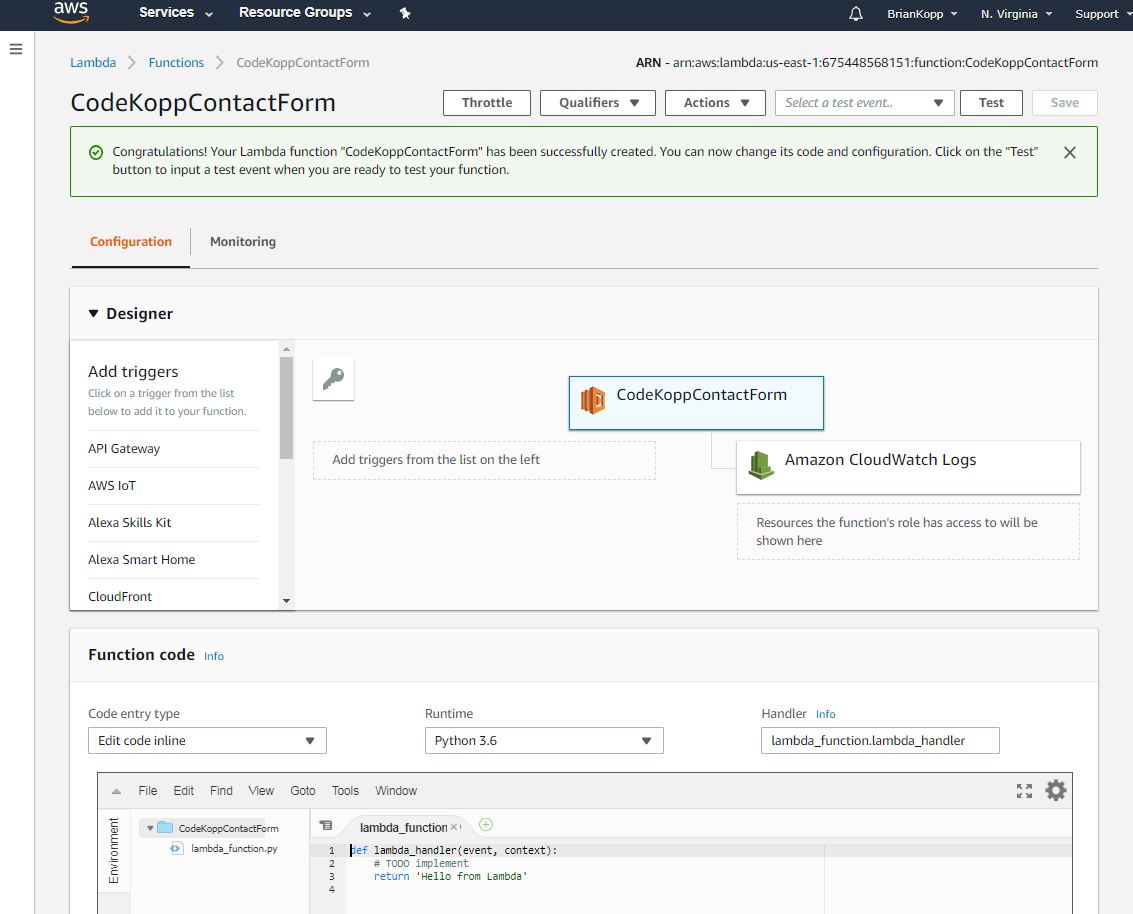 aws
Services
Resource Groups
BrianKopp
N. Virginia
Support
Lambda
Functions
CodeKoppContactForm
ARN - arn:aws:lambda:us-east-1:675448568151:function:CodeKoppContactForm
CodeKoppContactForm
Throttle
Qualifiers
Actions
Select a test event..
Test
Save
Congratulations! Your Lambda function "CodeKoppContactForm" has been successfully created. You can now change its code and configuration. Click on the "Test"
button to input a test event when you are ready to test your function.
Configuration
Monitoring
Designer
Add triggers
Click on a trigger from the list
below to add it to your function.
API Gateway
AWS IoT
Alexa Skills Kit
Alexa Smart Home
CloudFront
CodeKoppContactForm
Add triggers from the list on the left
Amazon CloudWatch Logs
Resources the function's role has access to will be
shown here
Function code Info
Code entry type
Edit code inline
Runtime
Python 3.6
Handler Info
lambda_function.lambda_handler
File Edit Find View Goto Tools Window
Environment
CodeKoppContactForm
lambda_function.py
lambda_function
1 def lambda_handler(event, context):
2 # TODO implement
3 return 'Hello from Lambda'
4